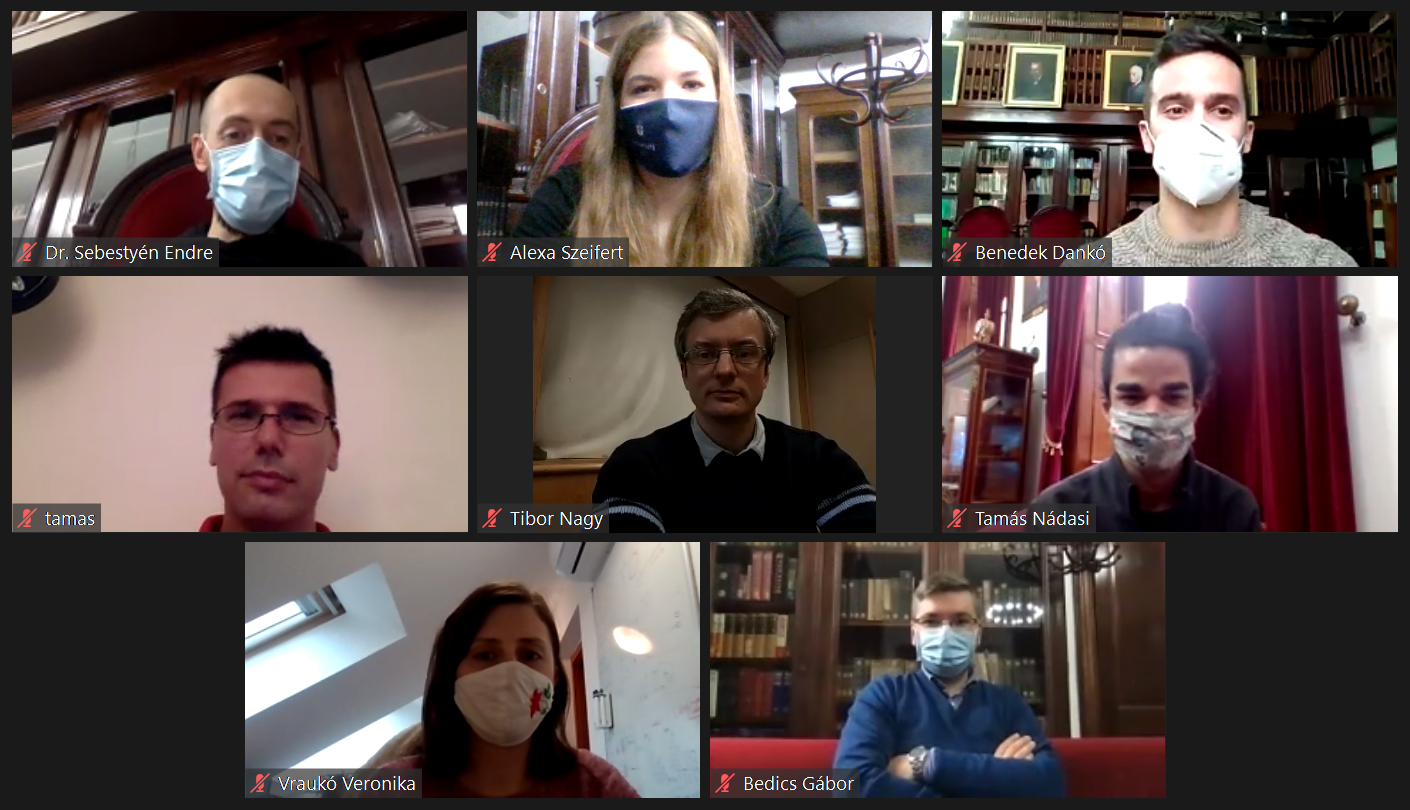 Dr. Sebestyén Endre
Alexa Szeifert
Benedek Dankó
tamas
Tibor Nagy
Tamás Nádasi
Vraukó Veronika
Bedics Gábor